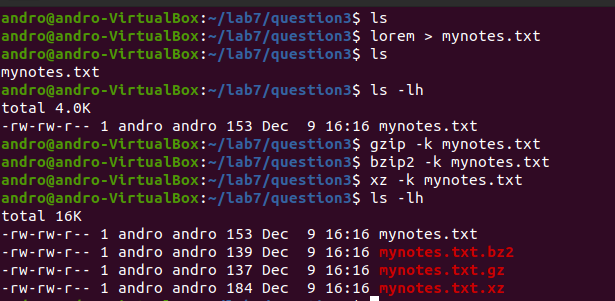 andro@andro-VirtualBox:~/lab7/question3$ ls
andro@andro-VirtualBox:~/lab7/question3$ lorem > mynotes.txt
andro@andro-VirtualBox:~/lab7/question3$ ls
mynotes.txt
andro@andro-VirtualBox:~/lab7/question3$ ls -lh
total 4.0K
-rw-rw-r-- 1 andro andro 153 Dec  9 16:16 mynotes.txt
andro@andro-VirtualBox:~/lab7/question3$ gzip -k mynotes.txt
andro@andro-VirtualBox:~/lab7/question3$ bzip2 -k mynotes.txt
andro@andro-VirtualBox:~/lab7/question3$ xz -k mynotes.txt
andro@andro-VirtualBox:~/lab7/question3$ ls -lh
total 16K
-rw-rw-r-- 1 andro andro 153 Dec  9 16:16 mynotes.txt
-rw-rw-r-- 1 andro andro 139 Dec  9 16:16 mynotes.txt.bz2
-rw-rw-r-- 1 andro andro 137 Dec  9 16:16 mynotes.txt.gz
-rw-rw-r-- 1 andro andro 184 Dec  9 16:16 mynotes.txt.xz